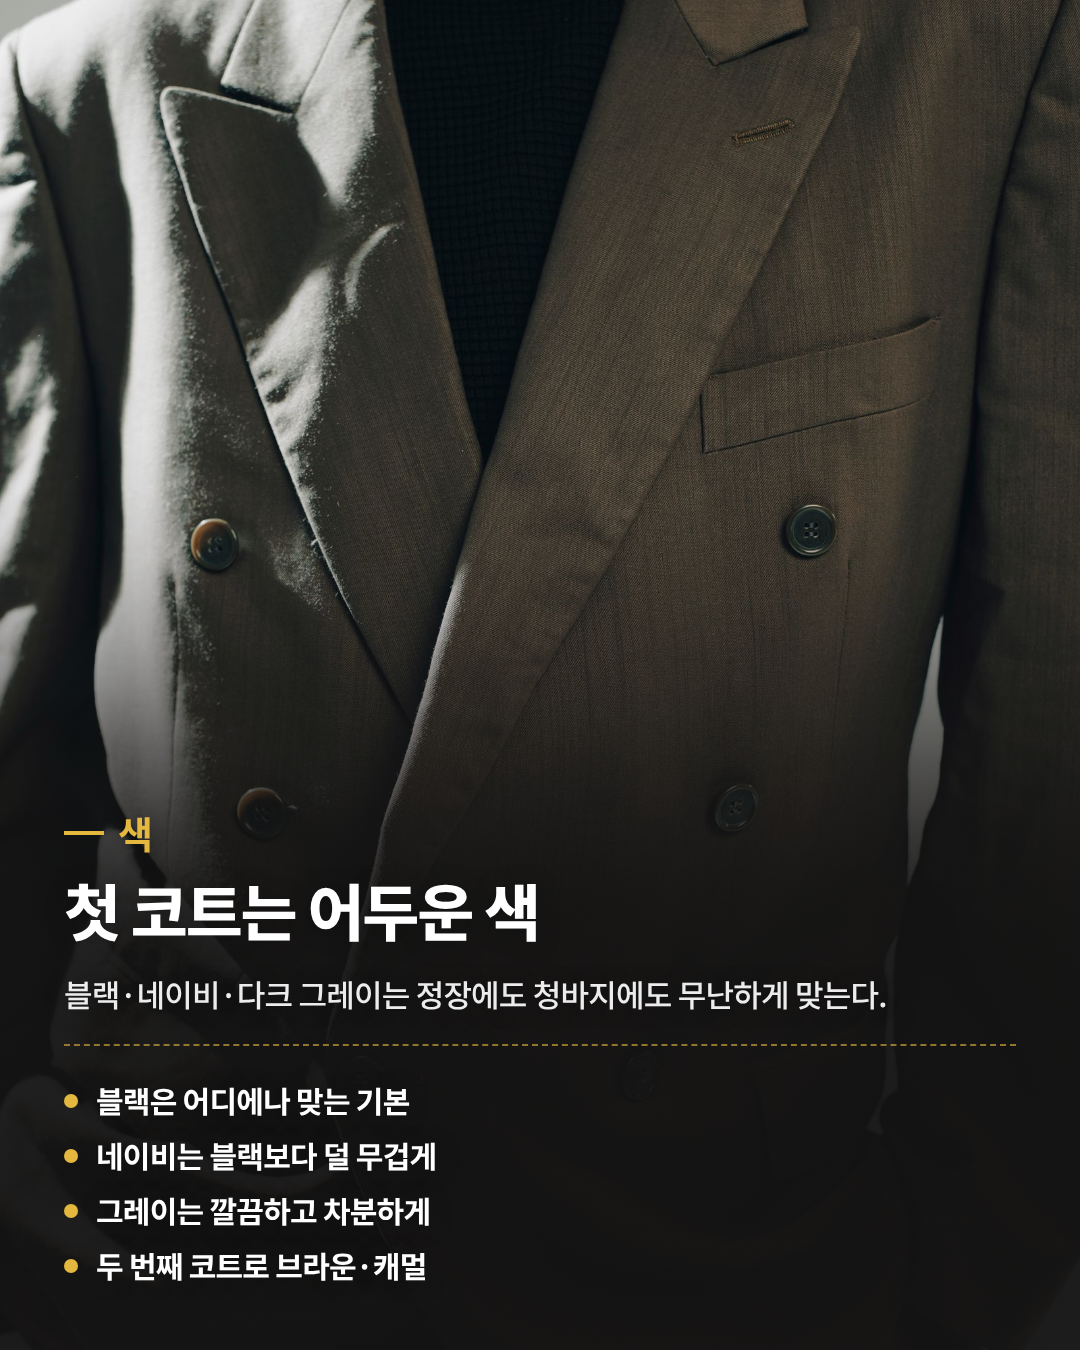 색
첫 코트는 어두운 색
블랙·네이비·다크 그레이는 정장에도 청바지에도 무난하게 맞는다.
블랙은 어디에나 맞는 기본
네이비는 블랙보다 덜 무겁게
그레이는 깔끔하고 차분하게
두 번째 코트로 브라운·캐멀